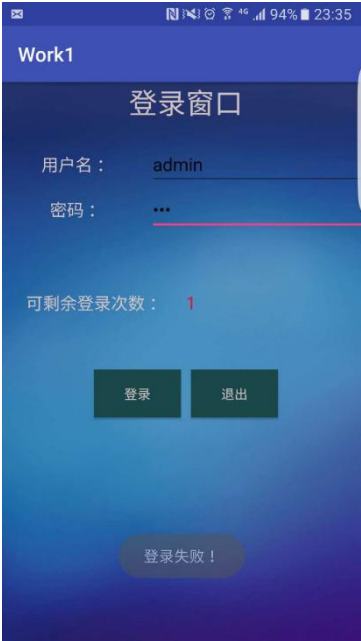 4G 94% 23:35
Work1
登录窗口
用户名： admin
密码： •••
可剩余登录次数： 1
登录 退出
登录失败！